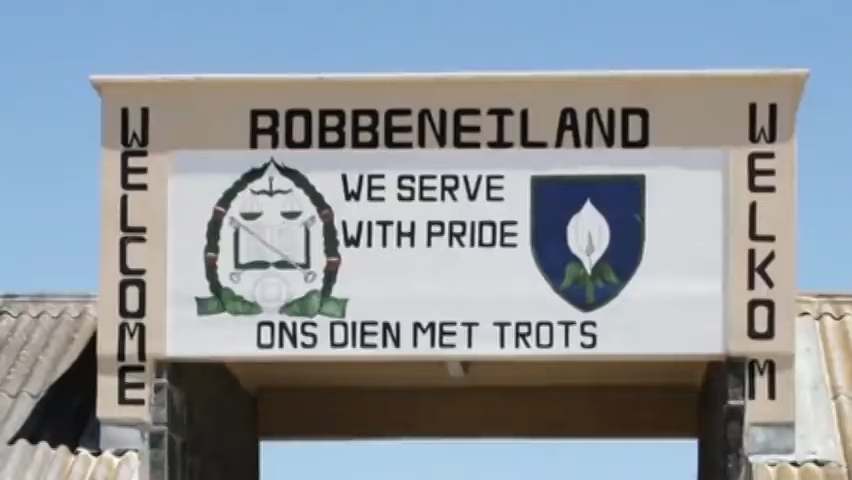 ROBBENEILAND
WELCOME
WE SERVE
WITH PRIDE
ONS DIEN MET TROTS
WELKOM